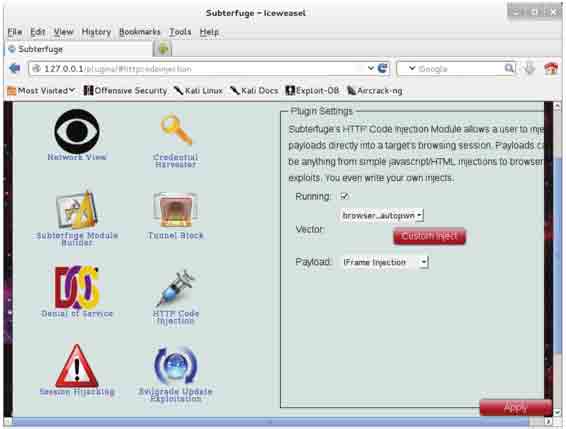 Subterfuge - Iceweasel
File Edit View History Bookmarks Tools Help
Subterfuge
127.0.0.1/plugins/#httpcodeinjection
Google
Most Visited Offensive Security Kali Linux Kali Docs Exploit-DB Aircrack-ng
Network View
Credential
Harvester
Subterfuge Module
Builder
Tunnel Block
Denial of Service
HTTP Code
Injection
Session Hijacking
Evilgrade Update
Exploitation
Plugin Settings
Subterfuge's HTTP Code Injection Module allows a user to inje
payloads directly into a target's browsing session. Payloads ca
be anything from simple javascript/HTML injections to browser
exploits. You even write your own injects.
Running:
browser_autopwn
Vector:
Custom Inject
Payload: IFrame Injection
Apply